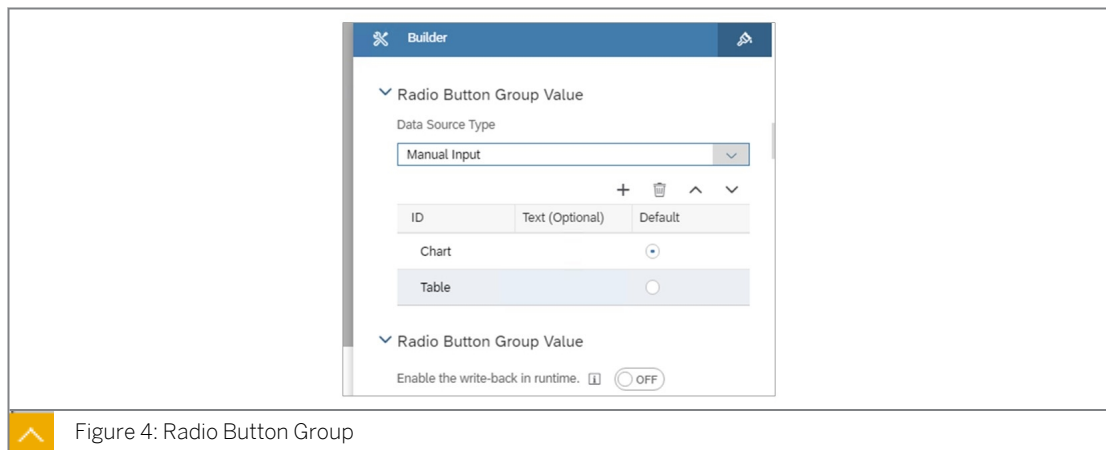 Builder
Radio Button Group Value
Data Source Type
Manual Input
ID Text (Optional) Default
Chart
Table
Radio Button Group Value
Enable the write-back in runtime. i OFF
Figure 4: Radio Button Group